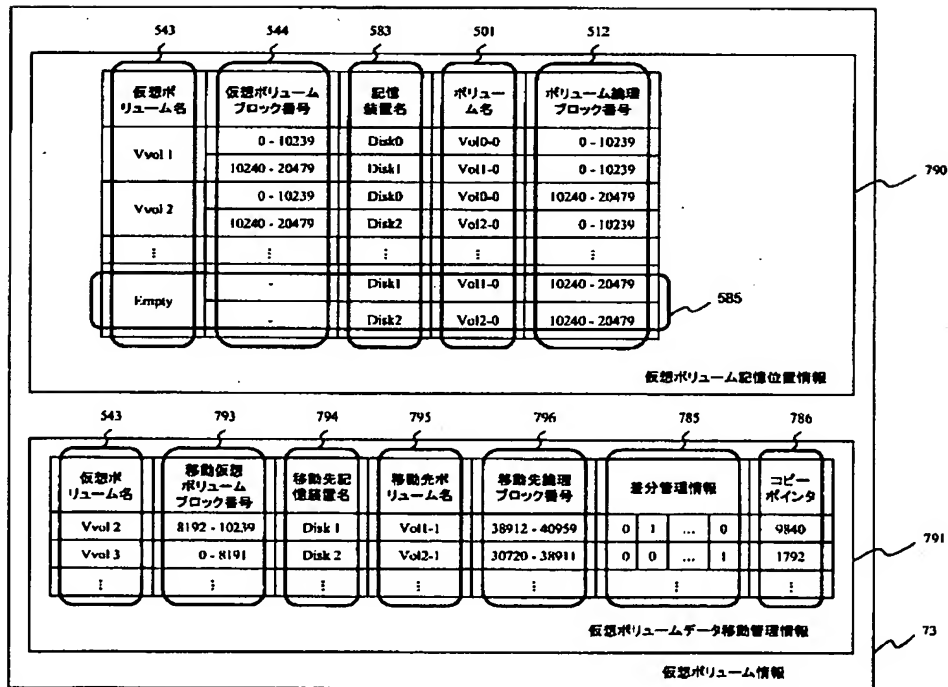 543 544 583 501 512
仮想ボリューム名 仮想ボリュームブロック番号 記憶装置名 ボリューム名 ボリューム論理ブロック番号
Vvol 1 0 - 10239 Disk0 Vol0-0 0 - 10239
10240 - 20479 Disk1 Vol1-0 0 - 10239
Vvol 2 0 - 10239 Disk0 Vol0-0 10240 - 20479
10240 - 20479 Disk2 Vol2-0 0 - 10239
⋮ ⋮ ⋮ ⋮ ⋮
Empty - Disk1 Vol1-0 10240 - 20479
- Disk2 Vol2-0 10240 - 20479
585
790
仮想ボリューム記憶位置情報
543 793 794 795 796 785 786
仮想ボリューム名 移動仮想ボリュームブロック番号 移動先記憶装置名 移動先ボリューム名 移動先論理ブロック番号 差分管理情報 コピーポインタ
Vvol 2 8192 - 10239 Disk 1 Vol1-1 38912 - 40959 0 1 ... 0 9840
Vvol 3 0 - 8191 Disk 2 Vol2-1 30720 - 38911 0 0 ... 1 1792
⋮ ⋮ ⋮ ⋮ ⋮ ⋮ ⋮
791
仮想ボリュームデータ移動管理情報
73
仮想ボリューム情報